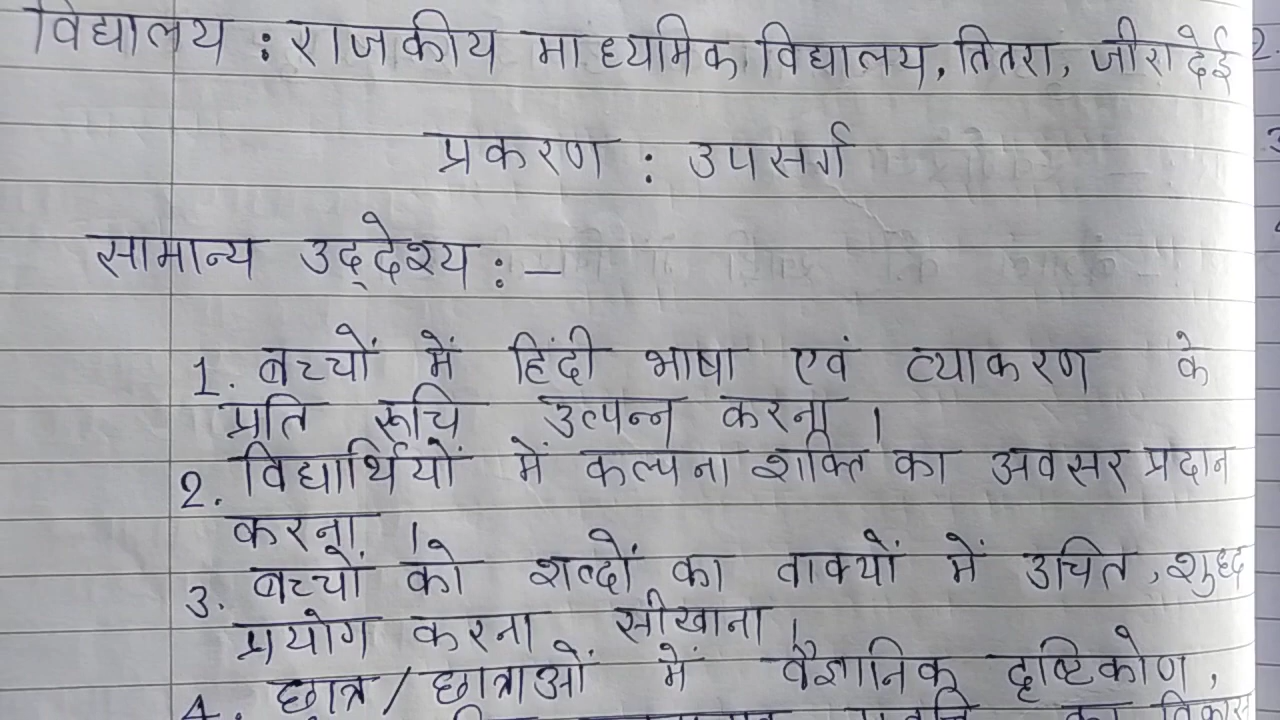 विद्यालय : राजकीय माध्यमिक विद्यालय, तितरा, जीरादेई
प्रकरण : उपसर्ग
सामान्य उद्देश्य :-
1. बच्चों में हिंदी भाषा एवं व्याकरण के
प्रति रूचि उत्पन्न करना ।
2. विद्यार्थियों में कल्पना शक्ति का अवसर प्रदान
करना ।
3. बच्चों को शब्दों का वाक्यों में उचित, शुद्ध
प्रयोग करना सीखाना ।
4. छात्र / छात्राओं में वैज्ञानिक दृष्टिकोण,
का विकास